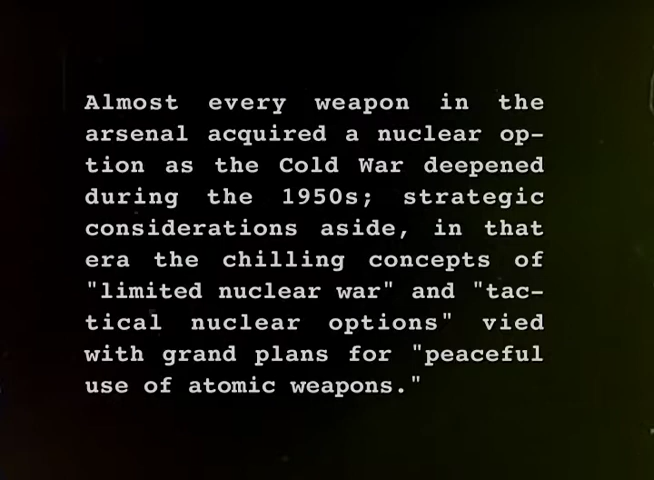 Almost every weapon in the
arsenal acquired a nuclear op-
tion as the Cold War deepened
during the 1950s; strategic
considerations aside, in that
era the chilling concepts of
"limited nuclear war" and "tac-
tical nuclear options" vied
with grand plans for "peaceful
use of atomic weapons."